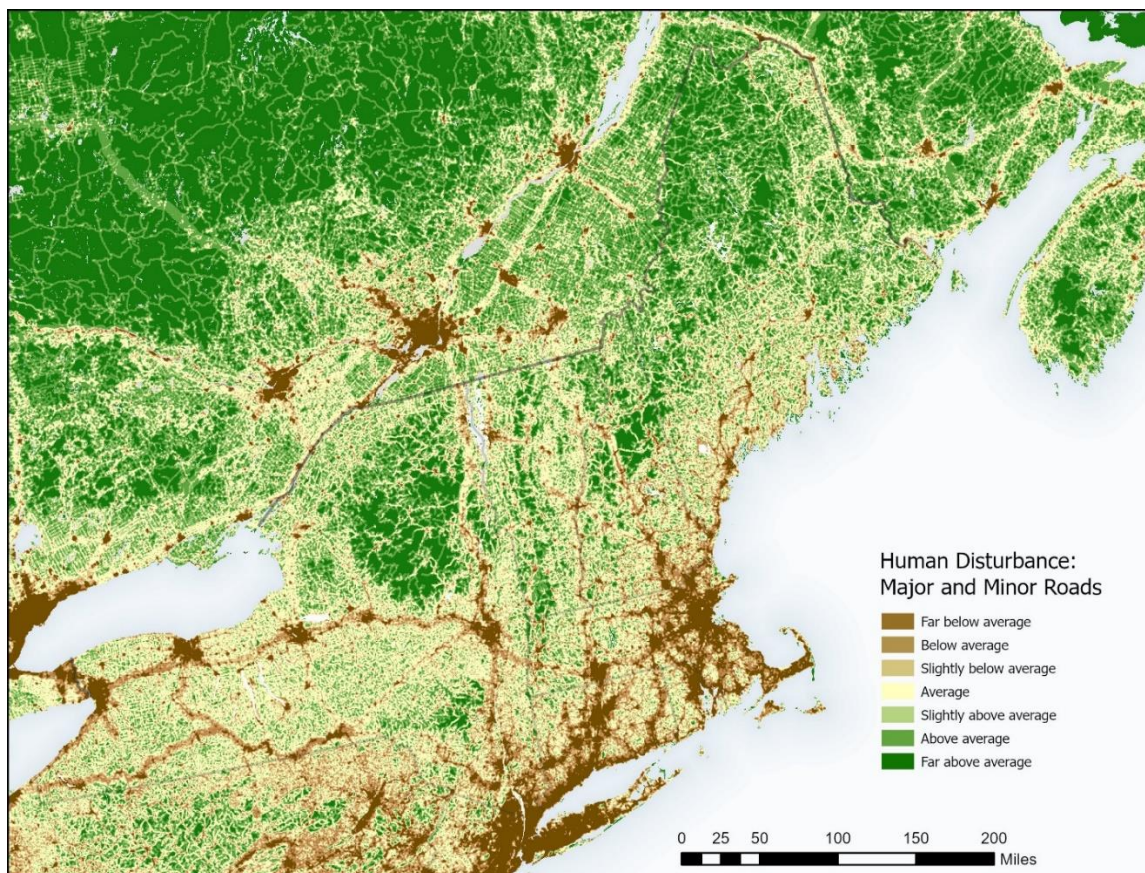 Human Disturbance:
Major and Minor Roads
Far below average
Below average
Slightly below average
Average
Slightly above average
Above average
Far above average
0 25 50 100 150 200
Miles